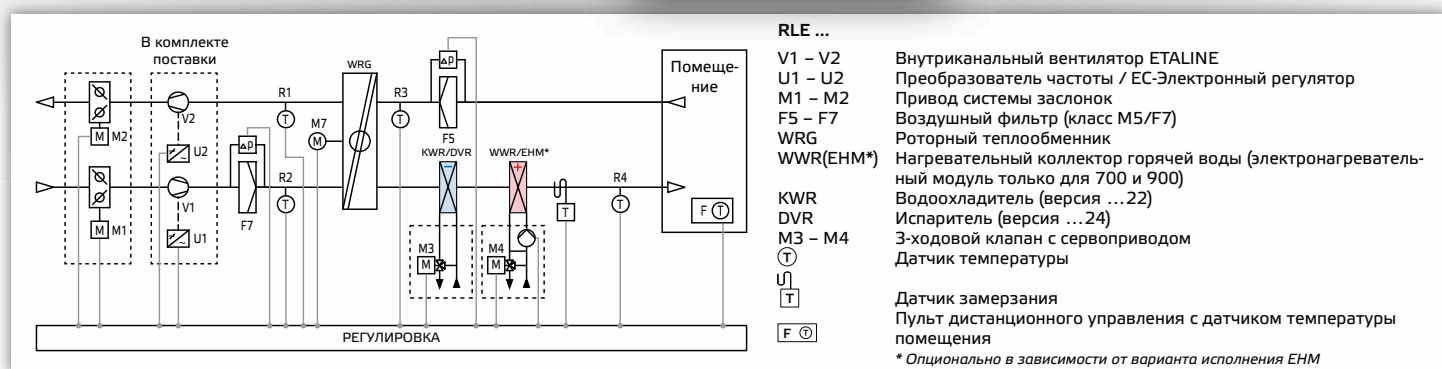 В комплекте
поставки
WRG
Δp
Помеще-
ние
R1
R3
V2
M
M2
U2
T
M7
M
T
F5
Δp
KWR/DVR
WWR/EHM*
R2
R4
V1
M
M1
U1
F7
T
T
T
F T
M3
M
M4
M
РЕГУЛИРОВКА
RLE ...
V1 – V2 Внутриканальный вентилятор ETALINE
U1 – U2 Преобразователь частоты / EC-Электронный регулятор
M1 – M2 Привод системы заслонок
F5 – F7 Воздушный фильтр (класс M5/F7)
WRG Роторный теплообменник
WWR(EHM*) Нагревательный коллектор горячей воды (электронагреватель-
ный модуль только для 700 и 900)
KWR Водоохладитель (версия ...22)
DVR Испаритель (версия ...24)
M3 – M4 3-ходовой клапан с сервоприводом
T Датчик температуры
T Датчик замерзания
Пульт дистанционного управления с датчиком температуры
F T помещения
* Опционально в зависимости от варианта исполнения EHM